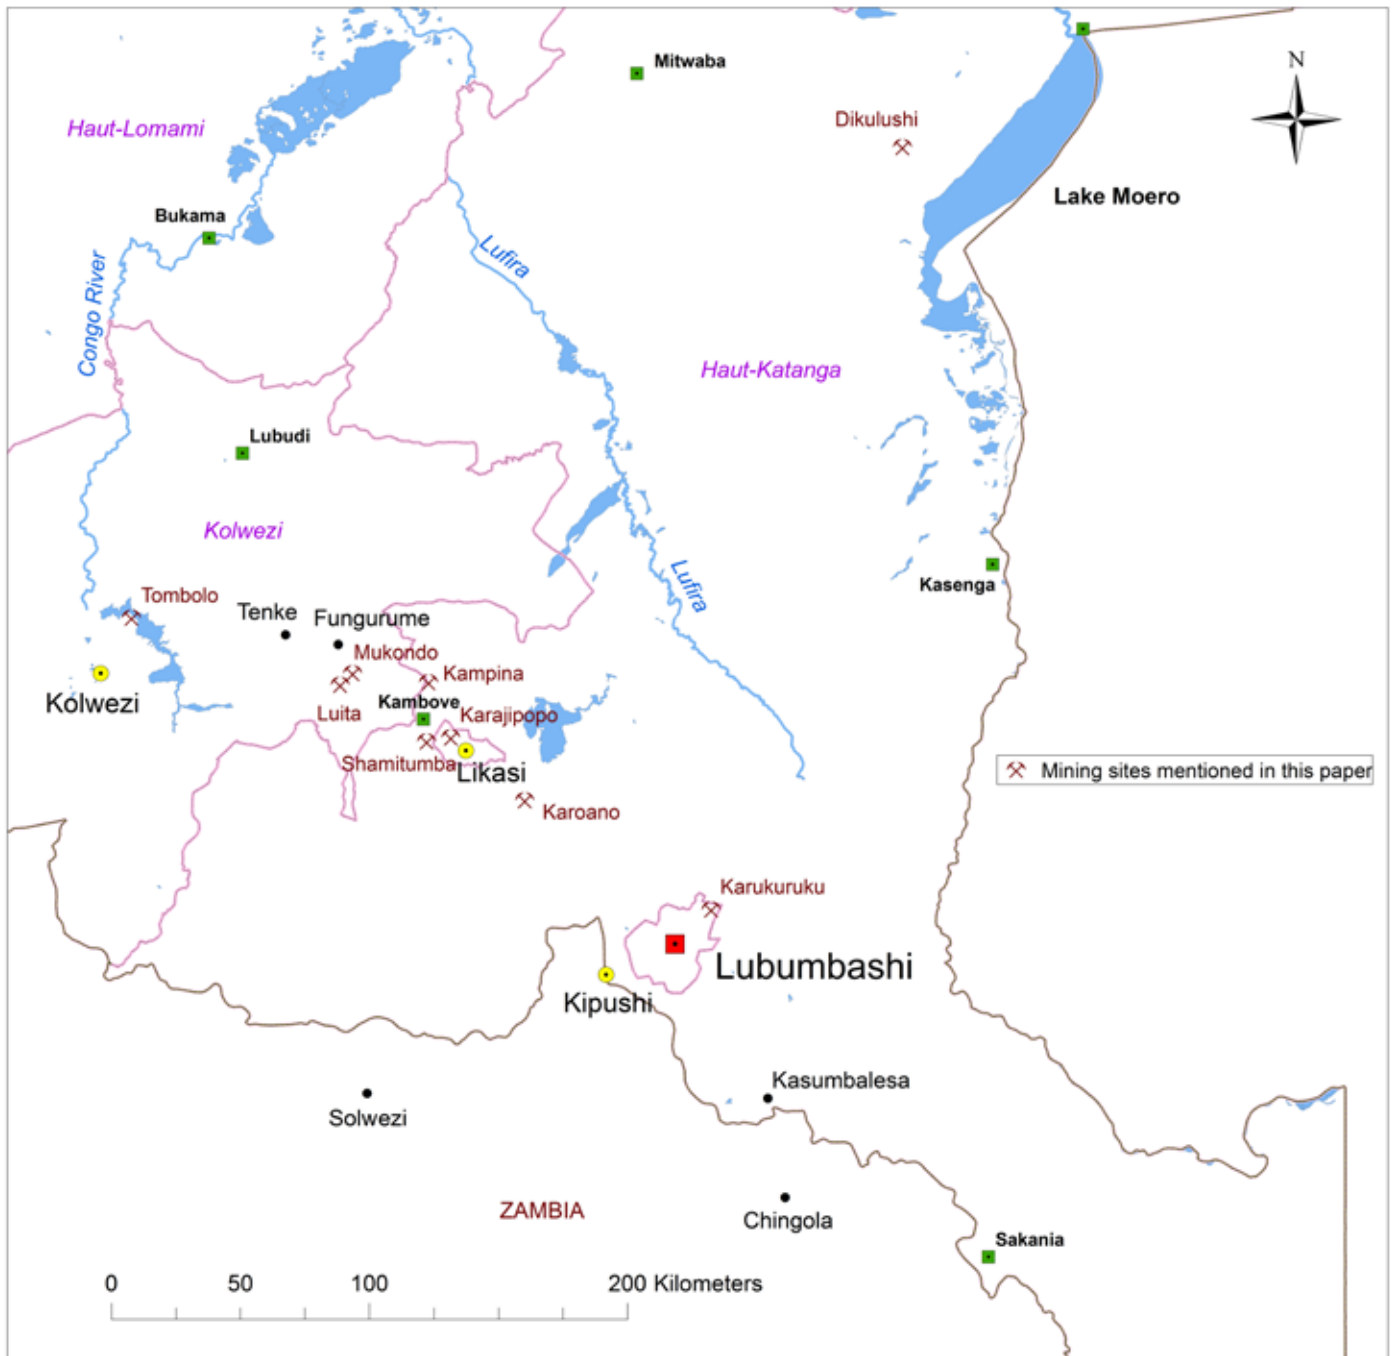 N
Mitwaba
Haut-Lomami
Dikulushi
Lake Moero
Bukama
Lufira
Congo River
Haut-Katanga
Lubudi
Kolwezi
Kasenga
Lufira
Tombolo
Tenke
Fungurume
Mukondo
Kampina
Kolwezi
Luita
Kambove
Karajipopo
Shamitumba
Likasi
Mining sites mentioned in this paper
Karoano
Karukuruku
Lubumbashi
Kipushi
Kasumbalesa
Solwezi
ZAMBIA
Chingola
Sakania
0 50 100 200 Kilometers